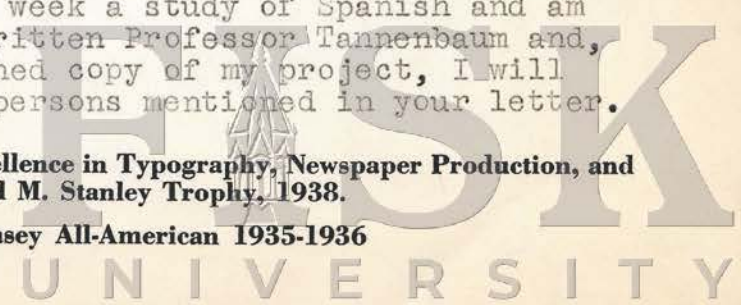 week a study of Spanish and am
ritten Professor Tannenbaum and,
ned copy of my project, I will
persons mentioned in your letter.
ellence in Typography, Newspaper Production, and
l M. Stanley Trophy, 1938.
sey All-American 1935-1936
FISK
UNIVERSITY